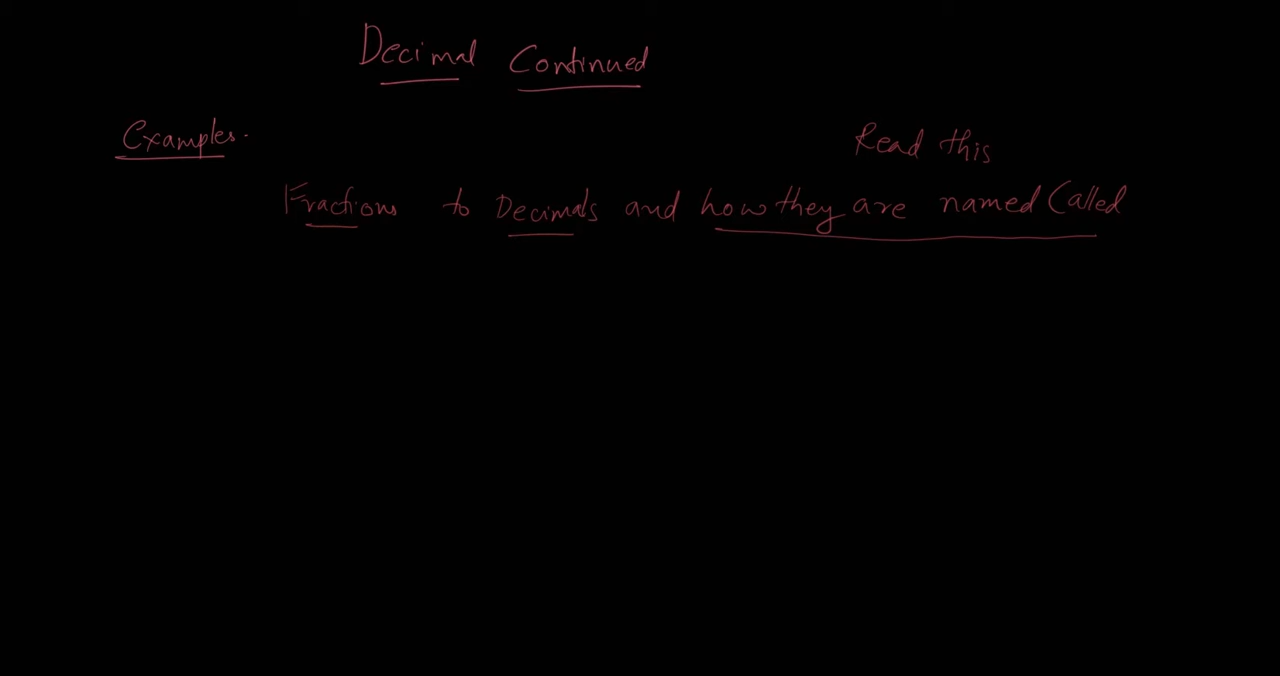 Decimal Continued
Examples.
Read this
Fractions to Decimals and how they are named Called